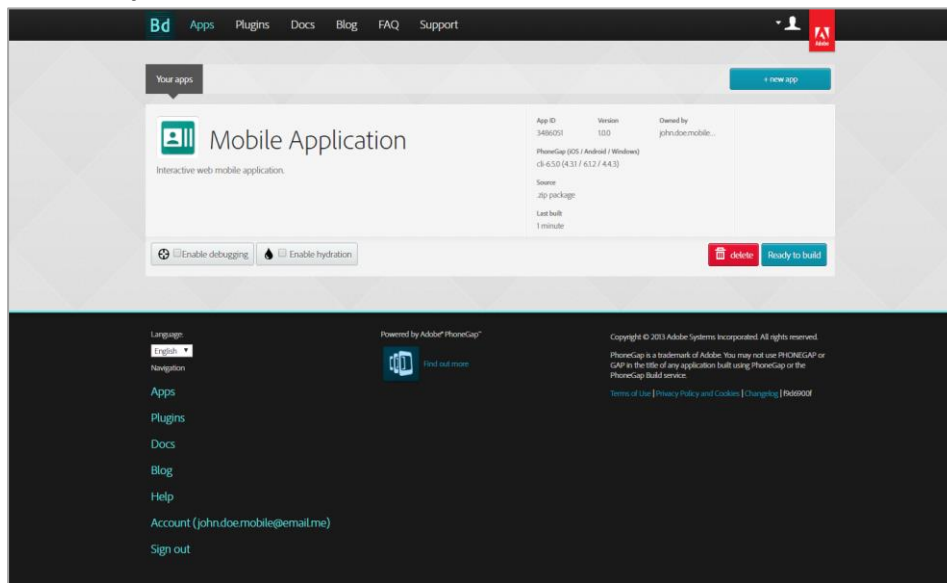 Bd Apps Plugins Docs Blog FAQ Support
Adobe
Your apps
+ new app
Mobile Application
Interactive web mobile application.
App ID Version Owned by
3486051 1.0.0 john.doe.mobile...
PhoneGap (iOS / Android / Windows)
cli-6.5.0 (4.3.1 / 6.1.2 / 4.4.3)
Source
.zip package
Last built
1 minute
Enable debugging Enable hydration
delete Ready to build
Language:
English
Navigation
Apps
Plugins
Docs
Blog
Help
Account (john.doe.mobile@email.me)
Sign out
Powered by Adobe® PhoneGap™
Find out more
Copyright © 2013 Adobe Systems Incorporated. All rights reserved.
PhoneGap is a trademark of Adobe. You may not use PHONEGAP or
GAP in the title of any application built using PhoneGap or the
PhoneGap Build service.
Terms of Use | Privacy Policy and Cookies | Changelog |